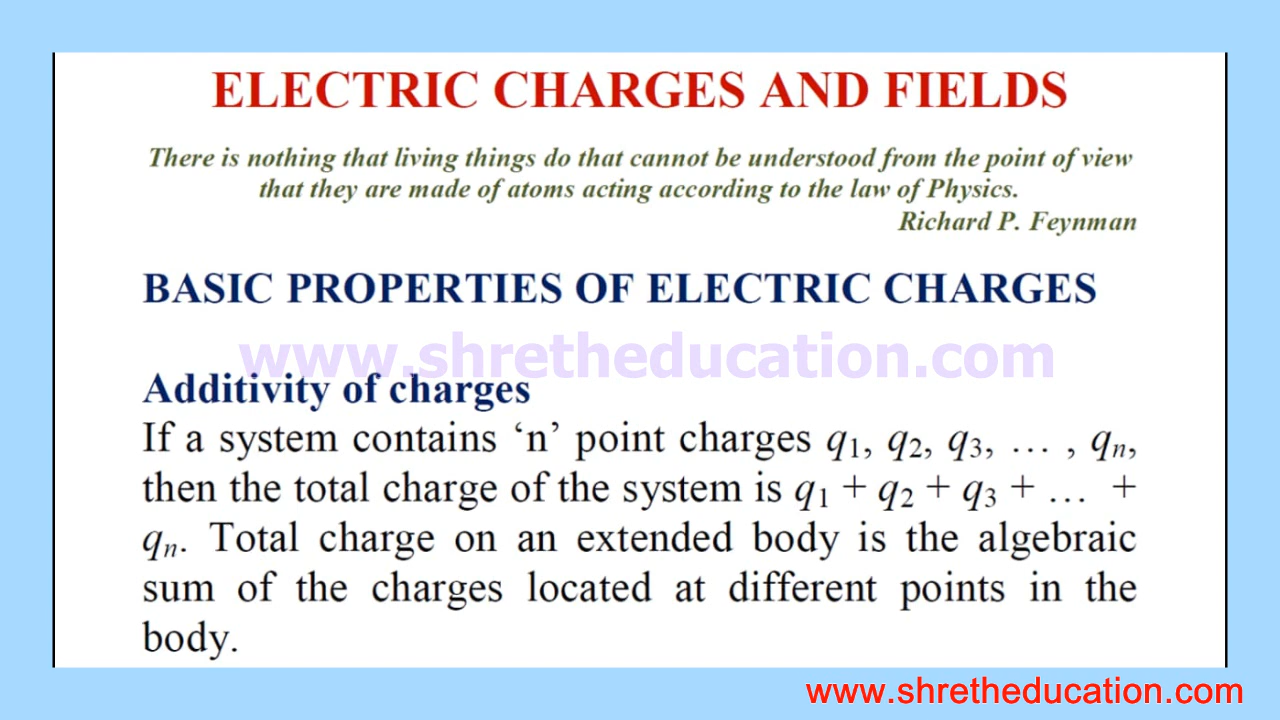 ELECTRIC CHARGES AND FIELDS
There is nothing that living things do that cannot be understood from the point of view
that they are made of atoms acting according to the law of Physics.
Richard P. Feynman
BASIC PROPERTIES OF ELECTRIC CHARGES
www.shretheducation.com
Additivity of charges
If a system contains ‘n’ point charges q₁, q₂, q₃, … , qₙ,
then the total charge of the system is q₁ + q₂ + q₃ + … +
qₙ. Total charge on an extended body is the algebraic
sum of the charges located at different points in the
body.
www.shretheducation.com